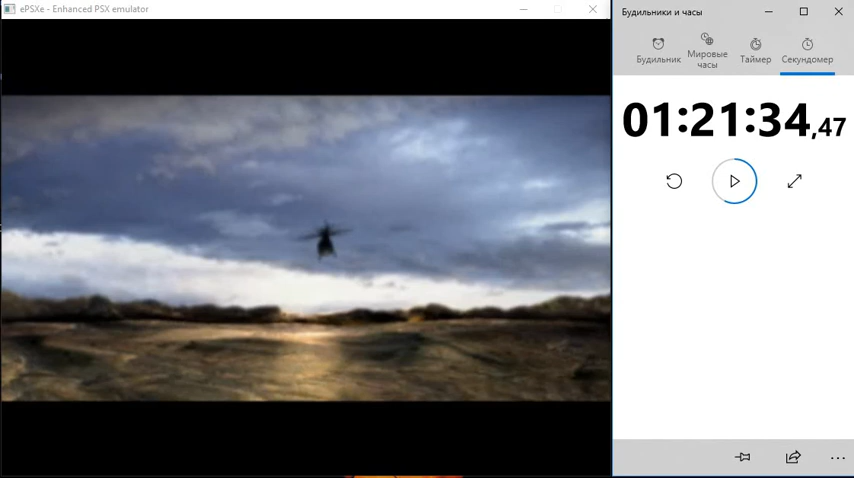 ePSXe - Enhanced PSX emulator
Будильники и часы
Будильник
Мировые
часы
Таймер
Секундомер
01:21:34,47